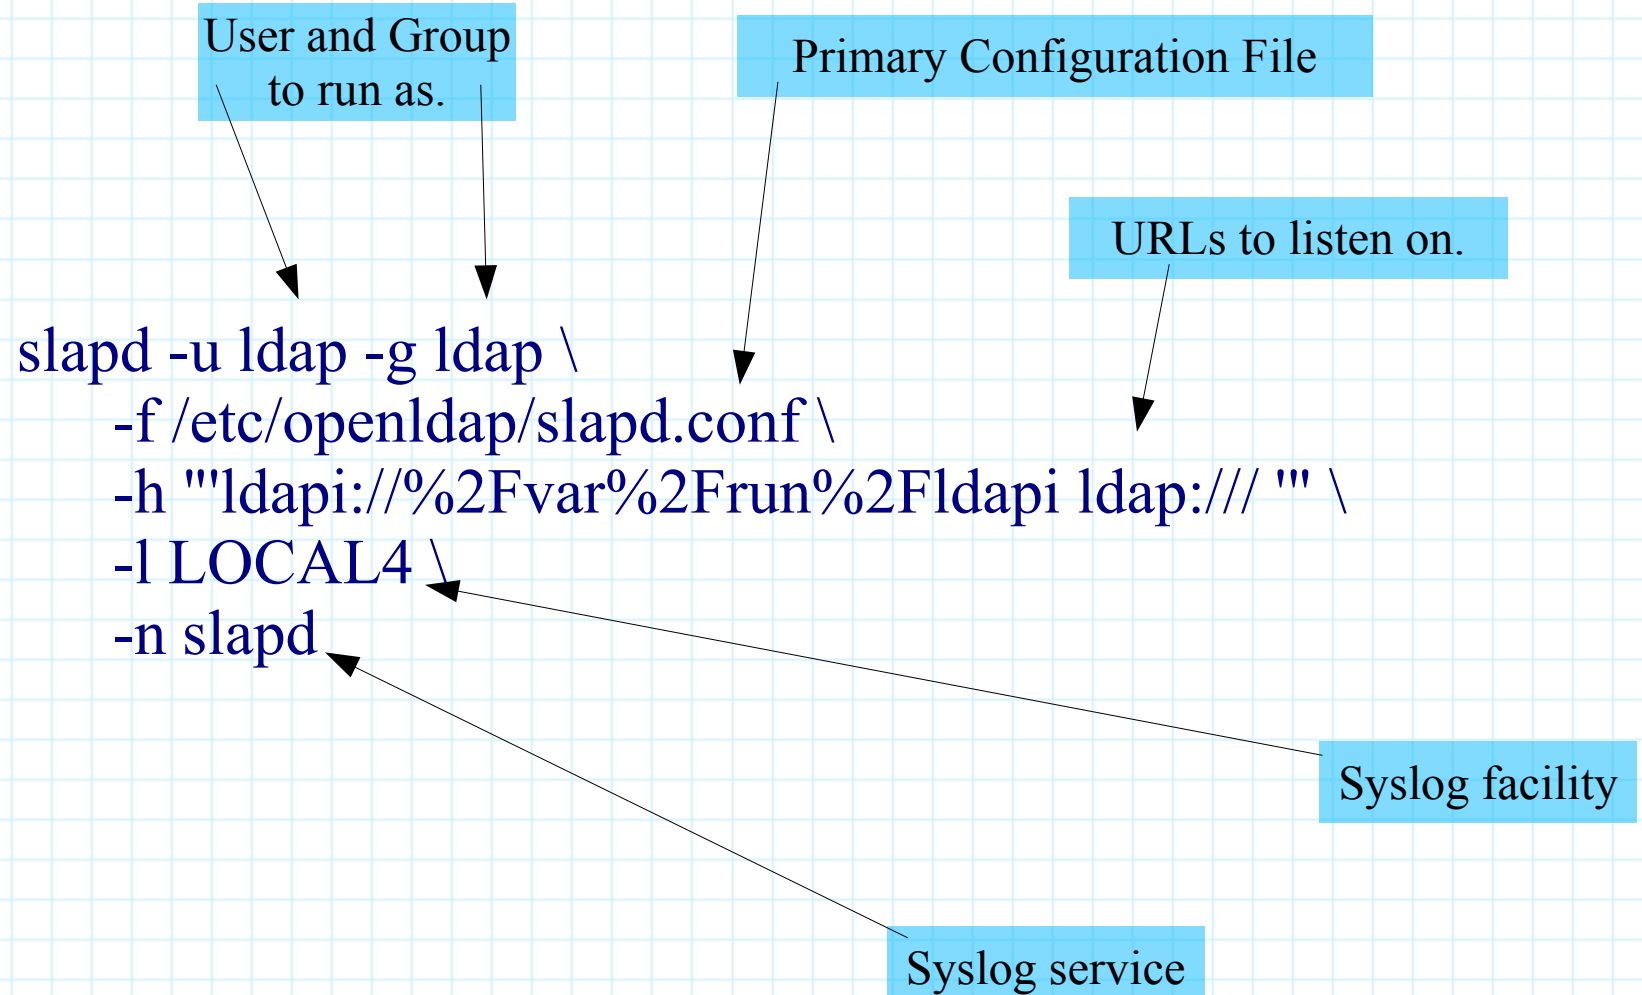 User and Group
to run as.
Primary Configuration File
URLs to listen on.
slapd -u ldap -g ldap \
-f /etc/openldap/slapd.conf \
-h "'ldapi://%2Fvar%2Frun%2Fldapi ldap:/// '" \
-l LOCAL4 \
-n slapd
Syslog facility
Syslog service